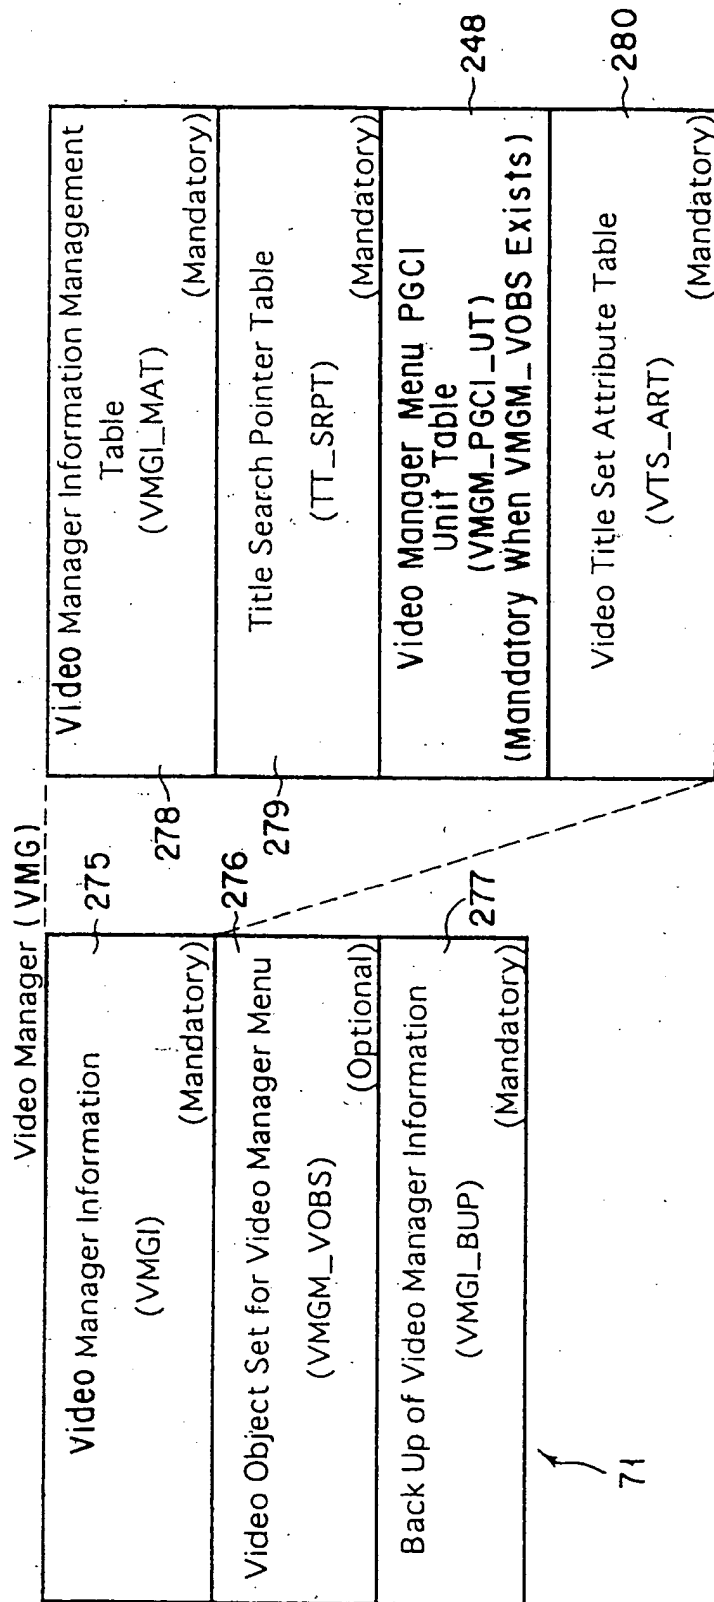 Video Manager (VMG)
Video Manager Information
(VMGI)
(Mandatory)
275
Video Object Set for Video Manager Menu
(VMGM_VOBS)
(Optional)
276
Back Up of Video Manager Information
(VMGI_BUP)
(Mandatory)
277
71
Video Manager Information Management
Table
(VMGI_MAT)
(Mandatory)
278
Title Search Pointer Table
(TT_SRPT)
(Mandatory)
279
Video Manager Menu PGCI
Unit Table
(VMGM_PGCI_UT)
(Mandatory When VMGM_VOBS Exists)
248
Video Title Set Attribute Table
(VTS_ART)
(Mandatory)
280